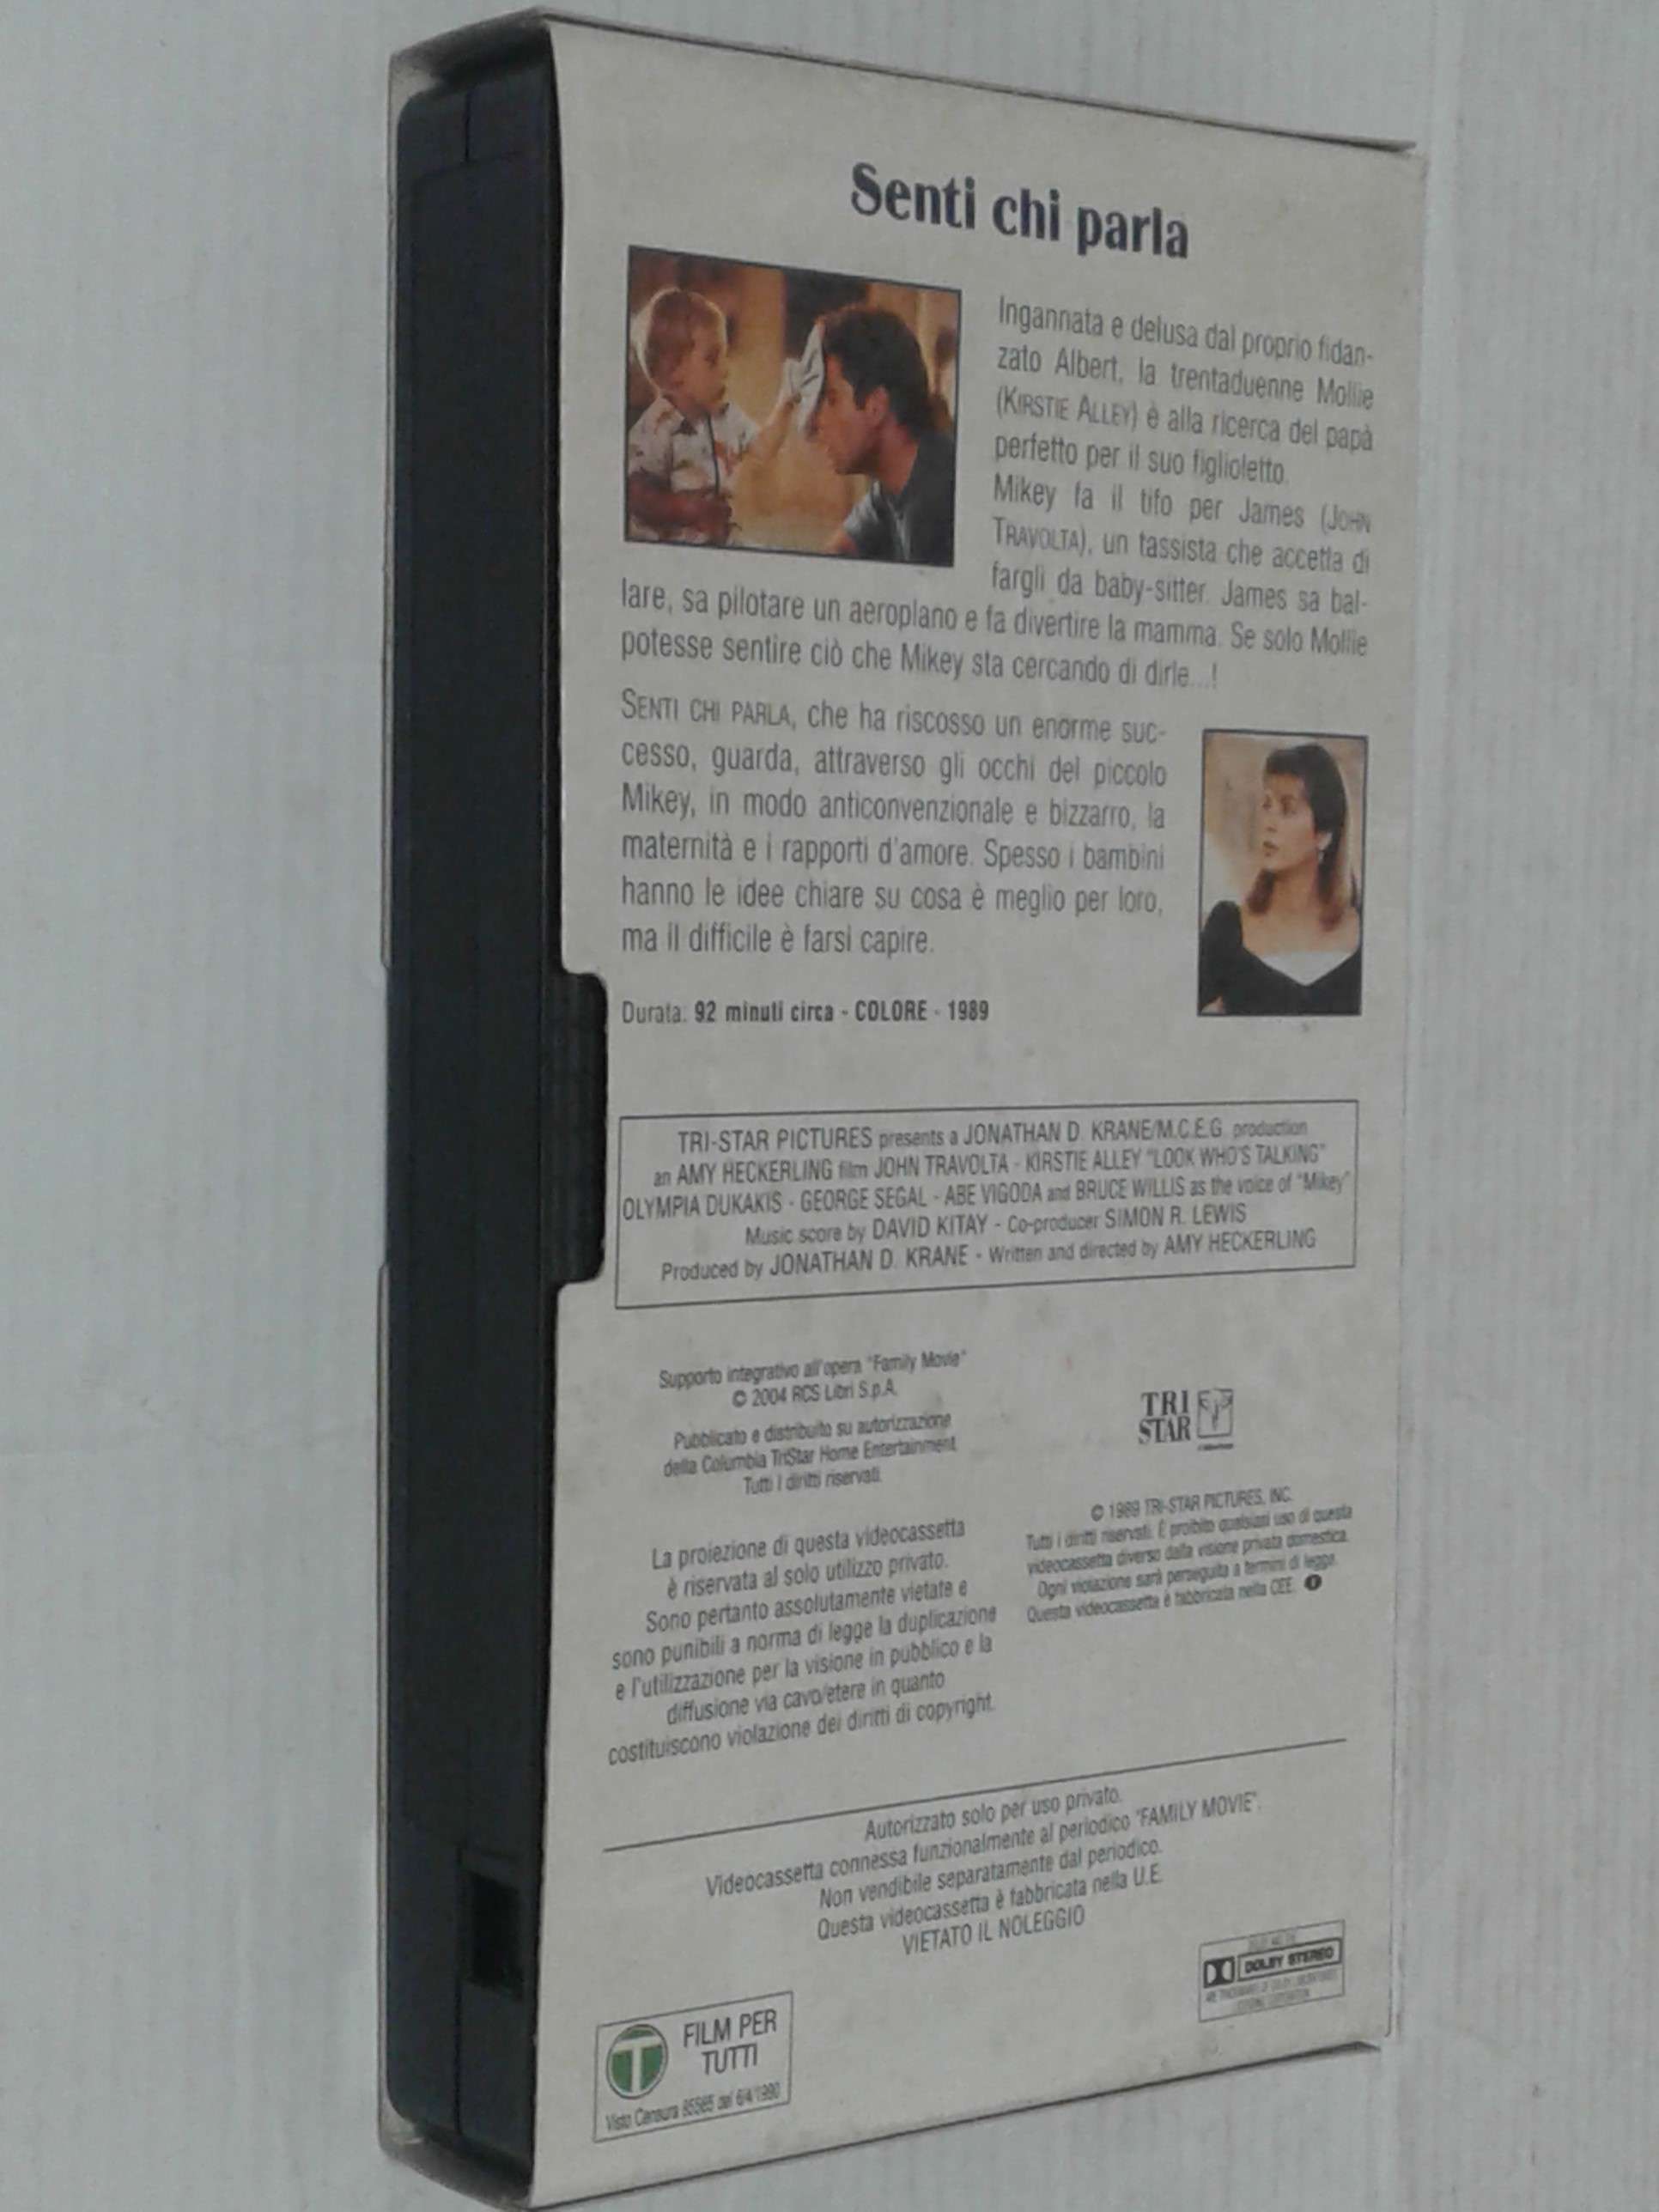 Senti chi parla
Ingannata e delusa dal proprio fidan-
zato Albert, la trentaduenne Mollie
(KIRSTIE ALLEY) è alla ricerca del papà
perfetto per il suo figlioletto.
Mikey fa il tifo per James (JOHN
TRAVOLTA), un tassista che accetta di
fargli da baby-sitter. James sa bal-
lare, sa pilotare un aeroplano e fa divertire la mamma. Se solo Mollie
potesse sentire ciò che Mikey sta cercando di dirle...!
SENTI CHI PARLA, che ha riscosso un enorme suc-
cesso, guarda, attraverso gli occhi del piccolo
Mikey, in modo anticonvenzionale e bizzarro, la
maternità e i rapporti d'amore. Spesso i bambini
hanno le idee chiare su cosa è meglio per loro,
ma il difficile è farsi capire.
Durata: 92 minuti circa - COLORE - 1989
TRI-STAR PICTURES presents a JONATHAN D. KRANE/M.C.E.G. production
an AMY HECKERLING film JOHN TRAVOLTA - KIRSTIE ALLEY "LOOK WHO'S TALKING"
OLYMPIA DUKAKIS - GEORGE SEGAL - ABE VIGODA and BRUCE WILLIS as the voice of "Mikey"
Music score by DAVID KITAY - Co-producer SIMON R. LEWIS
Produced by JONATHAN D. KRANE - Written and directed by AMY HECKERLING
Supporto integrativo all'opera "Family Movie"
© 2004 RCS Libri S.p.A.
Pubblicato e distribuito su autorizzazione
della Columbia TriStar Home Entertainment
Tutti i diritti riservati.
La proiezione di questa videocassetta
è riservata al solo utilizzo privato.
Sono pertanto assolutamente vietate e
sono punibili a norma di legge la duplicazione
e l'utilizzazione per la visione in pubblico e la
diffusione via cavo/etere in quanto
costituiscono violazione dei diritti di copyright.
TRI
STAR
© 1989 TRI-STAR PICTURES, INC.
Tutti i diritti riservati. È proibito qualsiasi uso di questa
videocassetta diverso dalla visione privata domestica.
Ogni violazione sarà perseguita a termini di legge.
Questa videocassetta è fabbricata nella CEE.
Autorizzato solo per uso privato.
Videocassetta connessa funzionalmente al periodico "FAMILY MOVIE".
Non vendibile separatamente dal periodico.
Questa videocassetta è fabbricata nella U.E.
VIETATO IL NOLEGGIO
DOLBY STEREO
T FILM PER
TUTTI
Visto Censura 85565 del 6/4/1990